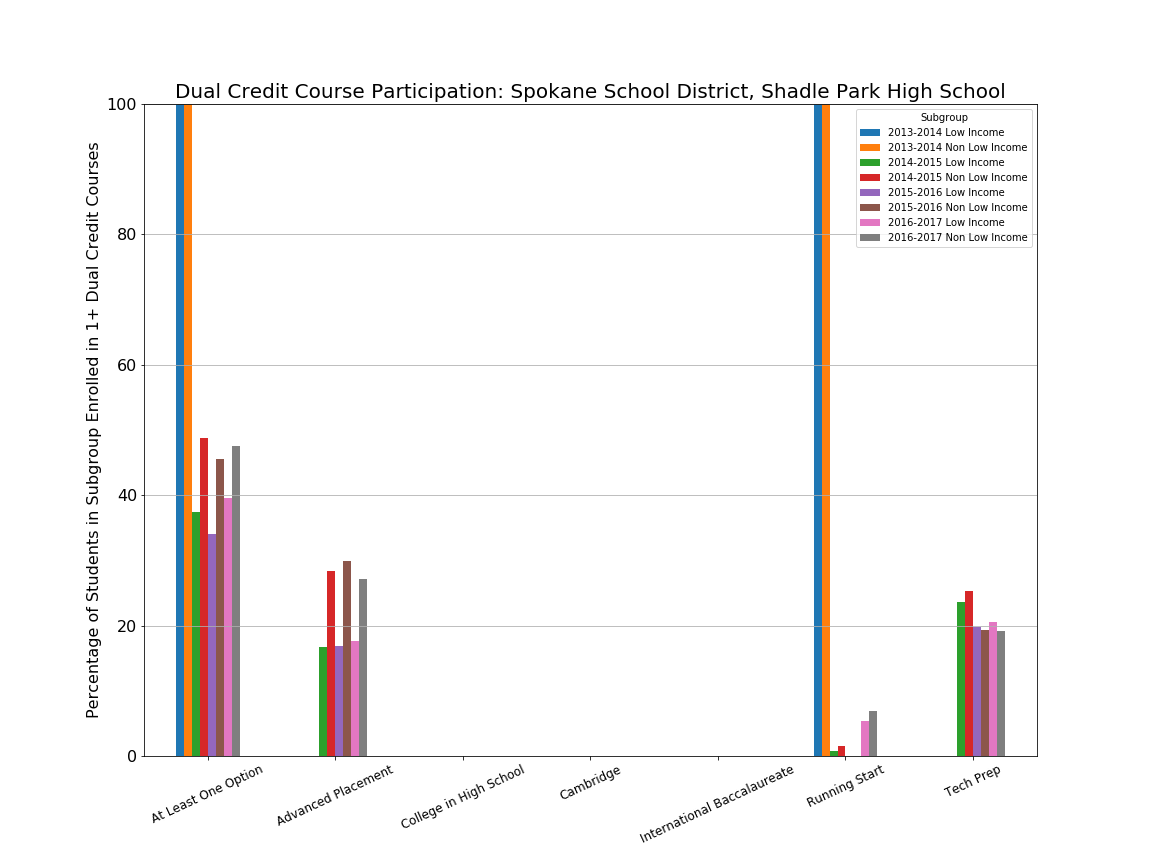 Dual Credit Course Participation: Spokane School District, Shadle Park High School
Percentage of Students in Subgroup Enrolled in 1+ Dual Credit Courses
100
80
60
40
20
0
Subgroup
2013-2014 Low Income
2013-2014 Non Low Income
2014-2015 Low Income
2014-2015 Non Low Income
2015-2016 Low Income
2015-2016 Non Low Income
2016-2017 Low Income
2016-2017 Non Low Income
At Least One Option
Advanced Placement
College in High School
Cambridge
International Baccalaureate
Running Start
Tech Prep